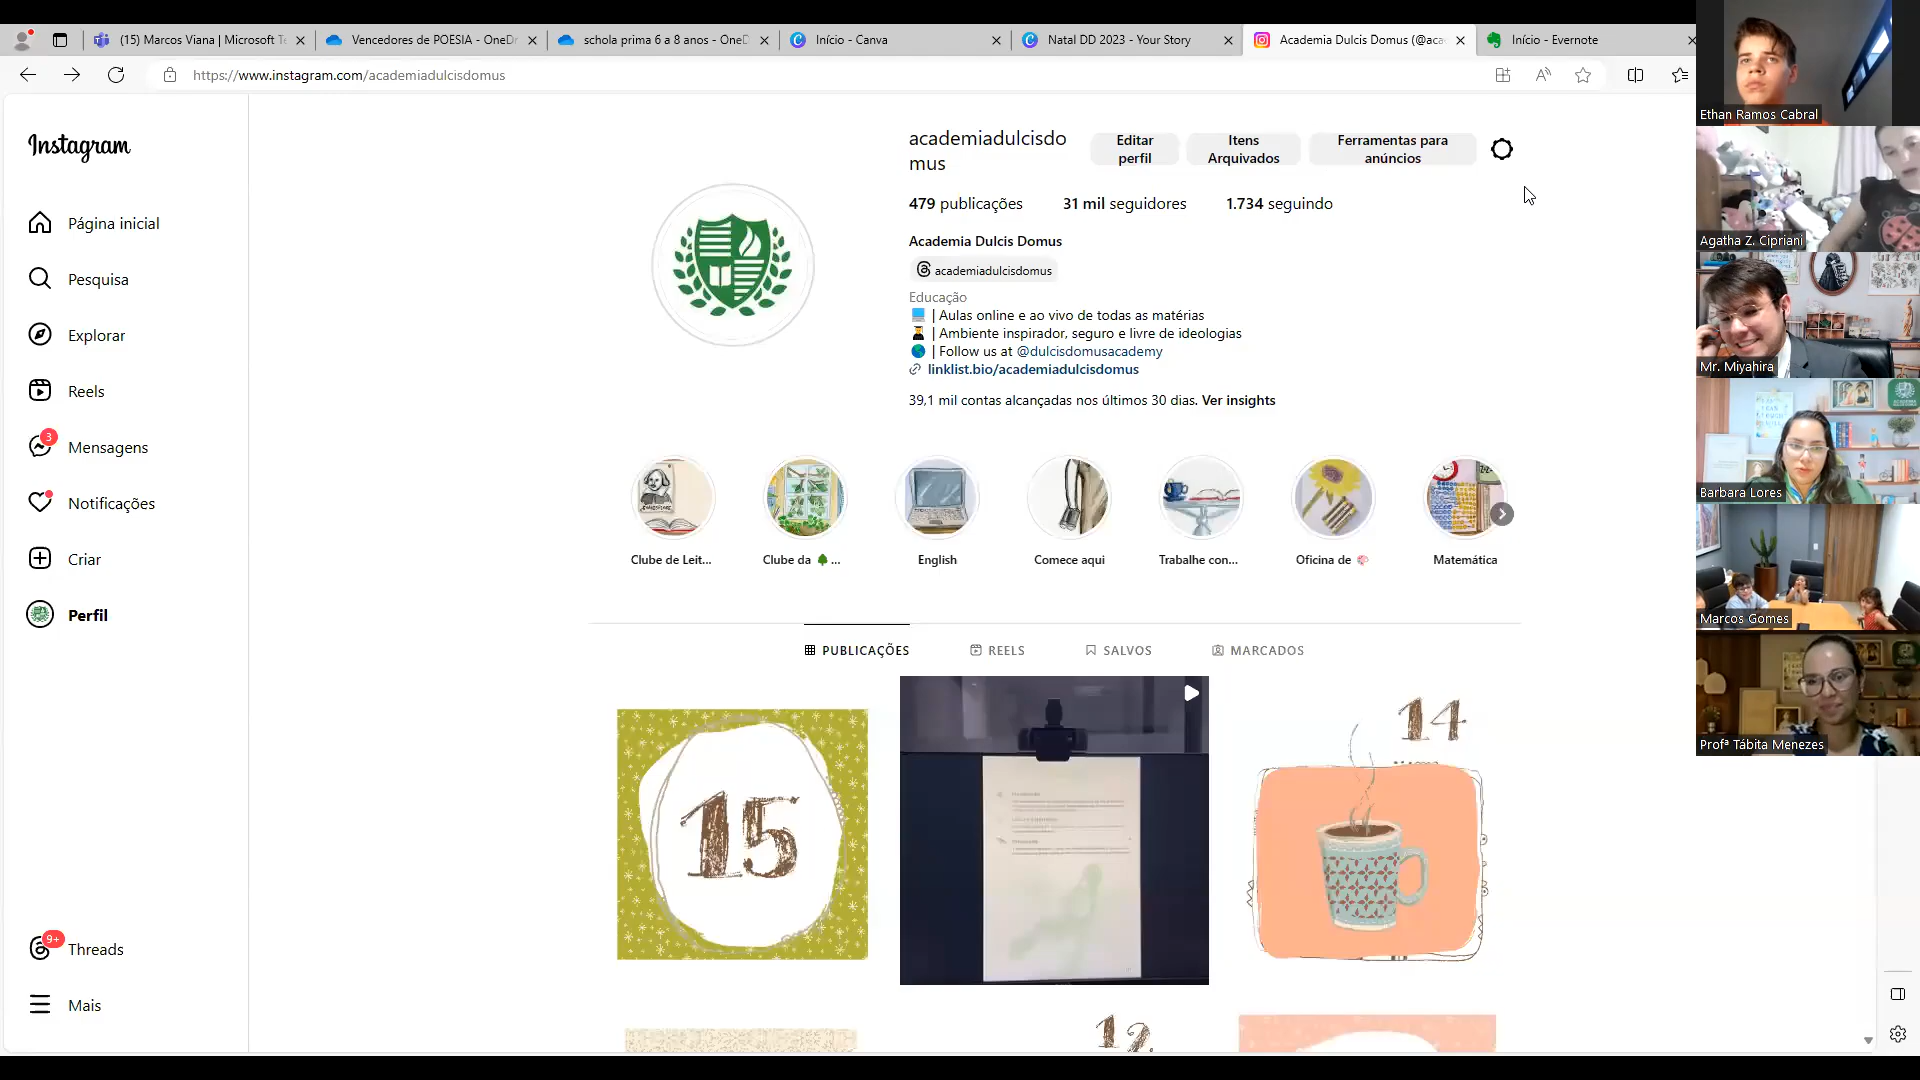 (15) Marcos Viana | Microsoft Te
Vencedores de POESIA - OneDr
schola prima 6 a 8 anos - OneD
Início - Canva
Natal DD 2023 - Your Story
Academia Dulcis Domus (@aca
Início - Evernote
https://www.instagram.com/academiadulcisdomus
Instagram
Página inicial
Pesquisa
Explorar
Reels
3
Mensagens
Notificações
Criar
Perfil
9+
Threads
Mais
academiadulcisdo
mus
Editar
perfil
Itens
Arquivados
Ferramentas para
anúncios
479 publicações
31 mil seguidores
1.734 seguindo
Academia Dulcis Domus
academiadulcisdomus
Educação
| Aulas online e ao vivo de todas as matérias
| Ambiente inspirador, seguro e livre de ideologias
| Follow us at @dulcisdomusacademy
linklist.bio/academiadulcisdomus
39,1 mil contas alcançadas nos últimos 30 dias. Ver insights
Clube de Leit...
Clube da 🌳 ...
English
Comece aqui
Trabalhe con...
Oficina de 🧠
Matemática
PUBLICAÇÕES
REELS
SALVOS
MARCADOS
15
14
12
Ethan Ramos Cabral
Agatha Z. Cipriani
Mr. Miyahira
Barbara Lores
Marcos Gomes
Profª Tábita Menezes